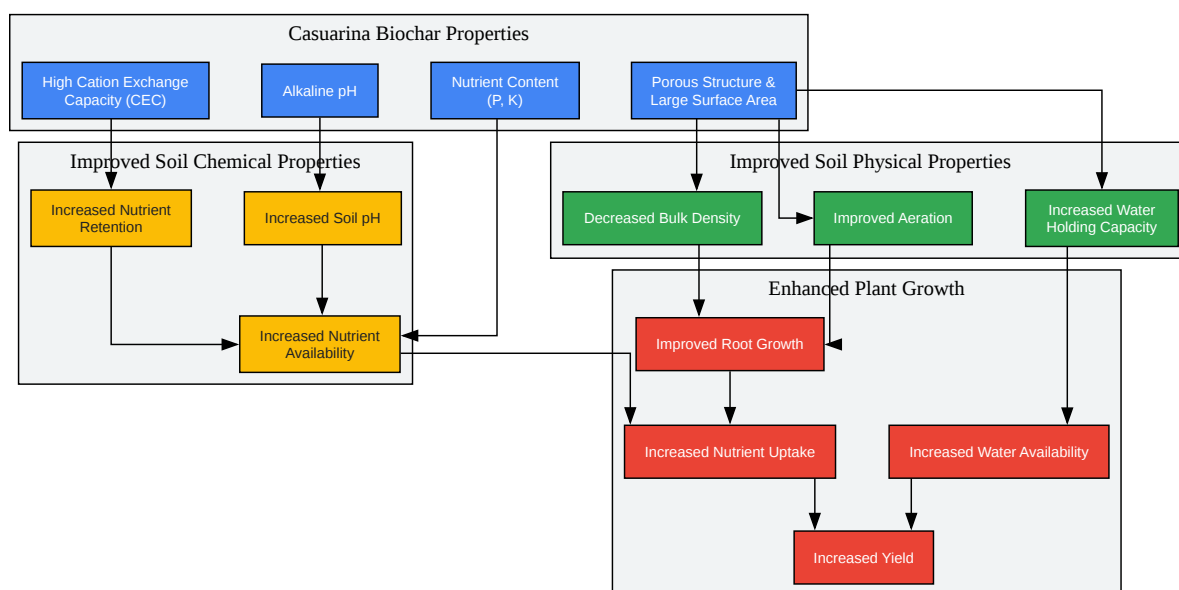 Casuarina Biochar Properties
High Cation Exchange
Capacity (CEC)
Alkaline pH
Nutrient Content
(P, K)
Porous Structure &
Large Surface Area
Improved Soil Chemical Properties
Improved Soil Physical Properties
Increased Nutrient
Retention
Increased Soil pH
Decreased Bulk Density
Improved Aeration
Increased Water
Holding Capacity
Enhanced Plant Growth
Increased Nutrient
Availability
Improved Root Growth
Increased Nutrient Uptake
Increased Water Availability
Increased Yield